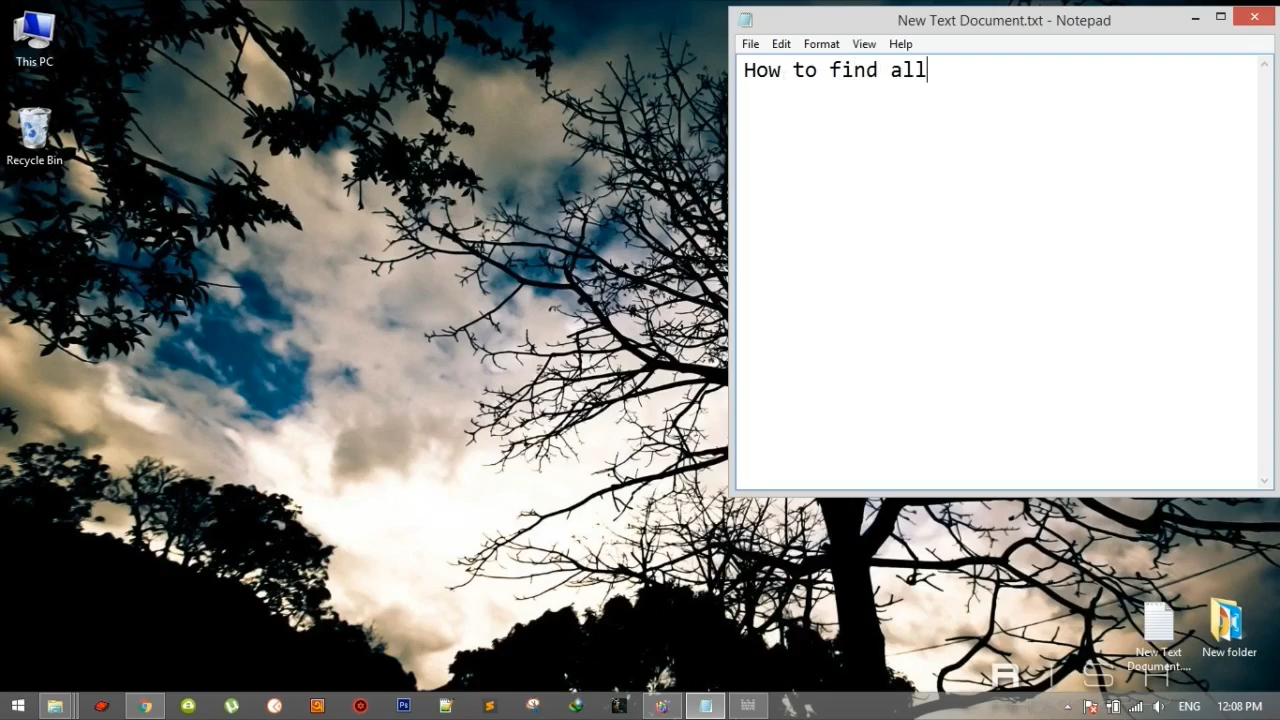 This PC
Recycle Bin
New Text Document.txt - Notepad
File Edit Format View Help
How to find all
New Text Document....
New folder
Ps
ENG
12:08 PM